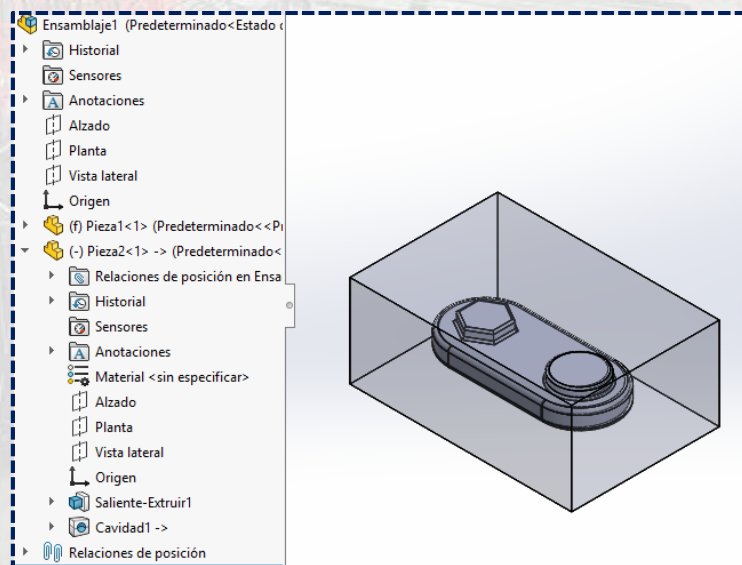 Ensamblaje1 (Predeterminado<Estado
Historial
Sensores
Anotaciones
Alzado
Planta
Vista lateral
Origen
(f) Pieza1<1> (Predeterminado<<
(-) Pieza2<1> -> (Predeterminado<
Relaciones de posición en Ensa
Historial
Sensores
Anotaciones
Material <sin especificar>
Alzado
Planta
Vista lateral
Origen
Saliente-Extruir1
Cavidad1 ->
Relaciones de posición